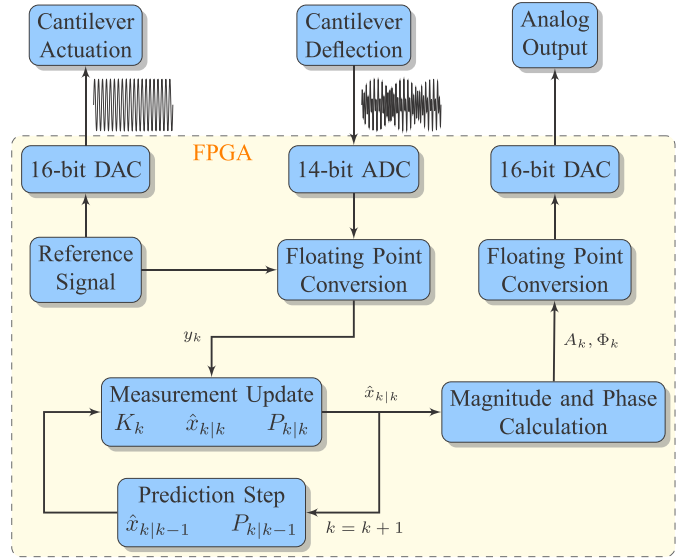 Cantilever
Actuation
Cantilever
Deflection
Analog
Output
FPGA
16-bit DAC
14-bit ADC
16-bit DAC
Reference
Signal
Floating Point
Conversion
Floating Point
Conversion
y_k
A_k, Φ_k
Measurement Update
K_k x̂_{k|k} P_{k|k}
x̂_{k|k}
Magnitude and Phase
Calculation
Prediction Step
x̂_{k|k−1} P_{k|k−1}
k = k + 1